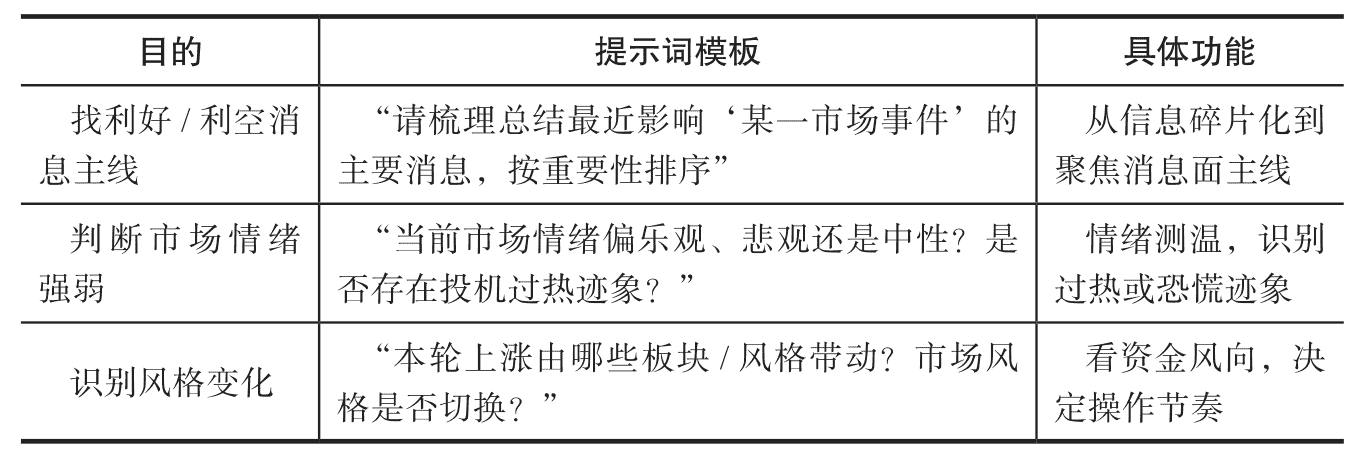 目的 提示词模板 具体功能
找利好 / 利空消 “请梳理总结最近影响‘某一市场事件’的 从信息碎片化到
息主线 主要消息，按重要性排序” 聚焦消息面主线
判断市场情绪 “当前市场情绪偏乐观、悲观还是中性？是 情绪测温，识别
强弱 否存在投机过热迹象？” 过热或恐慌迹象
识别风格变化 “本轮上涨由哪些板块 / 风格带动？市场风 看资金风向，决
格是否切换？” 定操作节奏